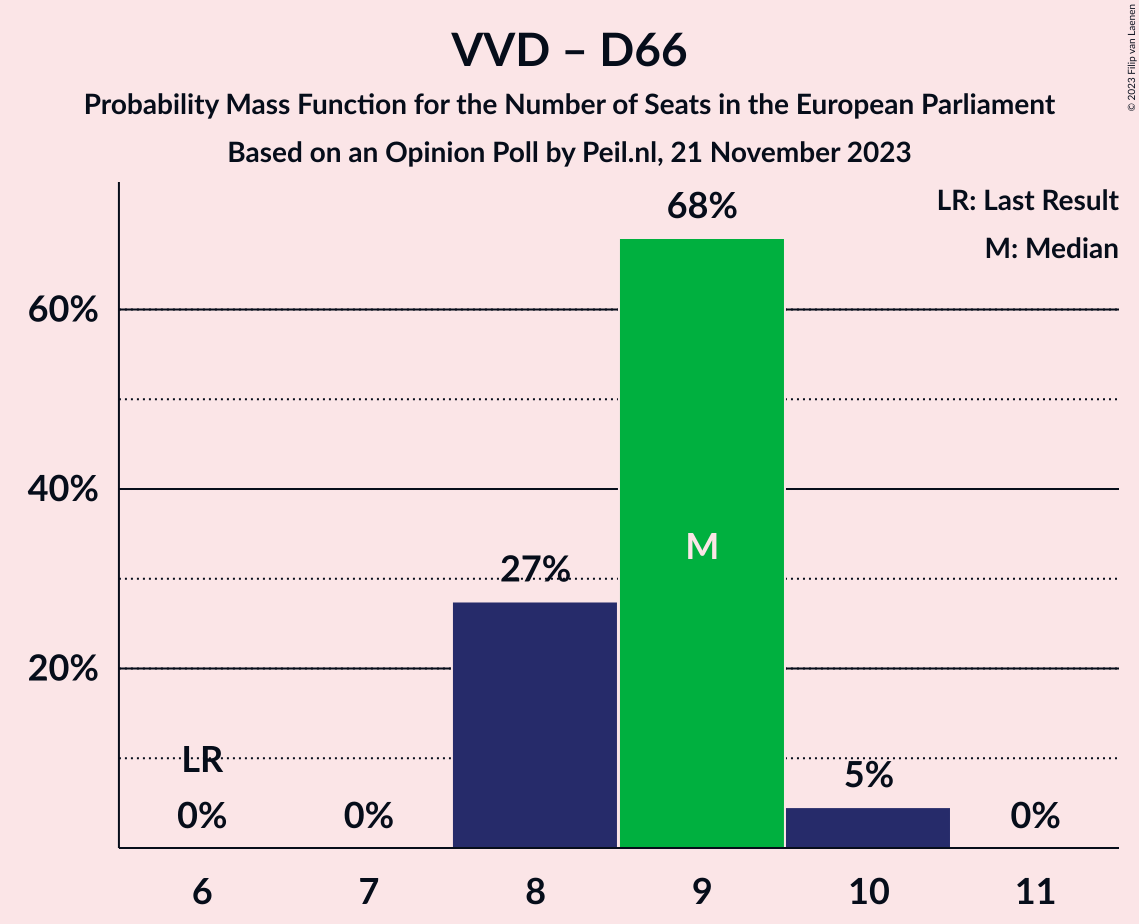 VVD – D66
Probability Mass Function for the Number of Seats in the European Parliament
Based on an Opinion Poll by Peil.nl, 21 November 2023
© 2023 Filip van Laenen
LR: Last Result
M: Median
68%
60%
M
40%
27%
20%
LR
5%
0%
0%
0%
6
7
8
9
10
11